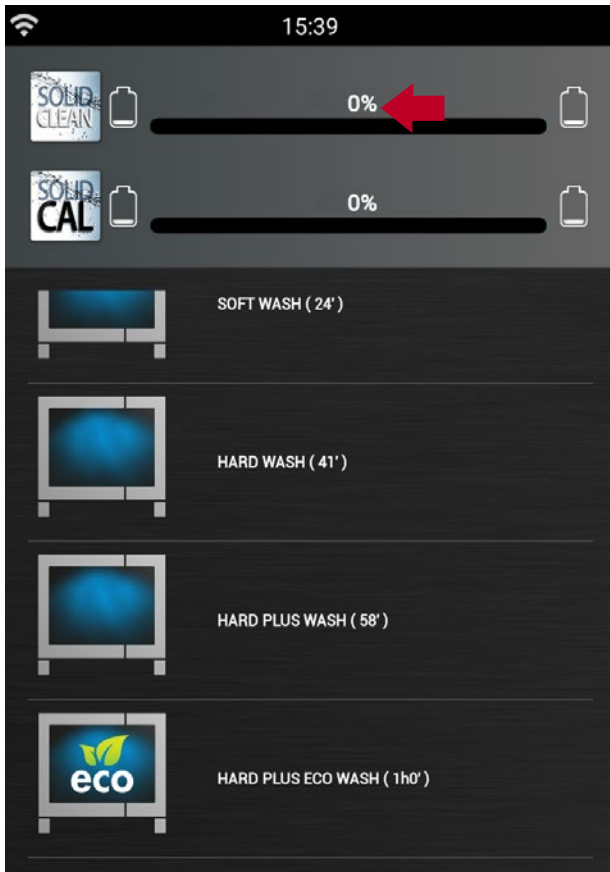 15:39
SOLID
CLEAN
0%
SOLID
CAL
0%
SOFT WASH ( 24' )
HARD WASH ( 41' )
HARD PLUS WASH ( 58' )
eco
HARD PLUS ECO WASH ( 1h0' )